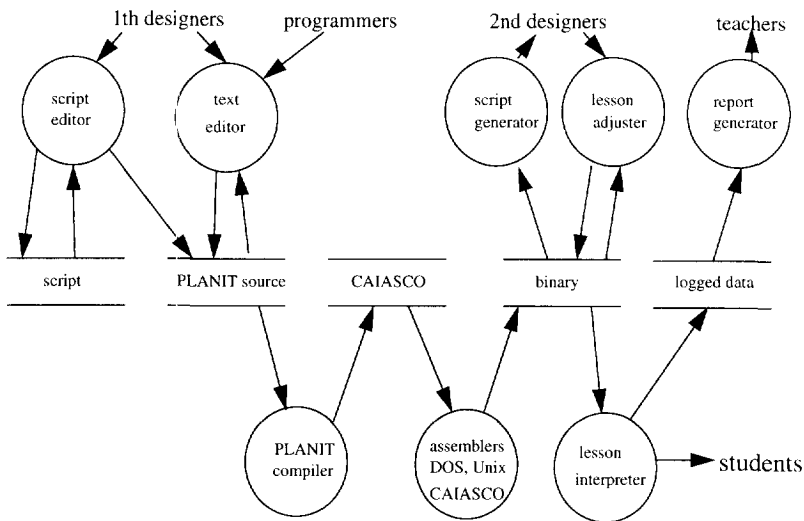 1th designers
programmers
2nd designers
teachers
script
editor
text
editor
script
generator
lesson
adjuster
report
generator
script
PLANIT source
CAIASCO
binary
logged data
PLANIT
compiler
assemblers
DOS, Unix
CAIASCO
lesson
interpreter
students